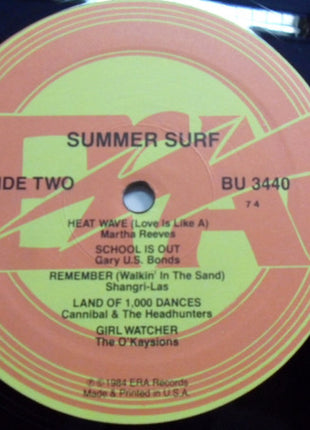 SUMMER SURF
IDE TWO
BU 3440
74
HEAT WAVE (Love Is Like A)
Martha Reeves
SCHOOL IS OUT
Gary U.S. Bonds
REMEMBER (Walkin' In The Sand)
Shangri-Las
LAND OF 1,000 DANCES
Cannibal & The Headhunters
GIRL WATCHER
The O'Kaysions
℗ © 1984 ERA Records
Made & Printed in U.S.A.